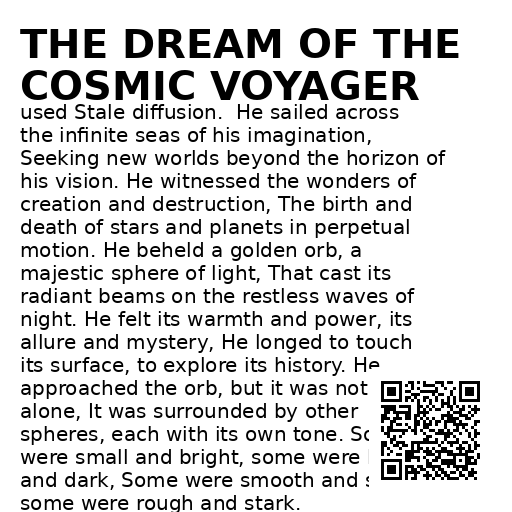 THE DREAM OF THE
COSMIC VOYAGER
used Stale diffusion.  He sailed across
the infinite seas of his imagination,
Seeking new worlds beyond the horizon of
his vision. He witnessed the wonders of
creation and destruction, The birth and
death of stars and planets in perpetual
motion. He beheld a golden orb, a
majestic sphere of light, That cast its
radiant beams on the restless waves of
night. He felt its warmth and power, its
allure and mystery, He longed to touch
its surface, to explore its history. He
approached the orb, but it was not
alone, It was surrounded by other
spheres, each with its own tone.
were small and bright, some were
and dark, Some were smooth and
some were rough and stark.